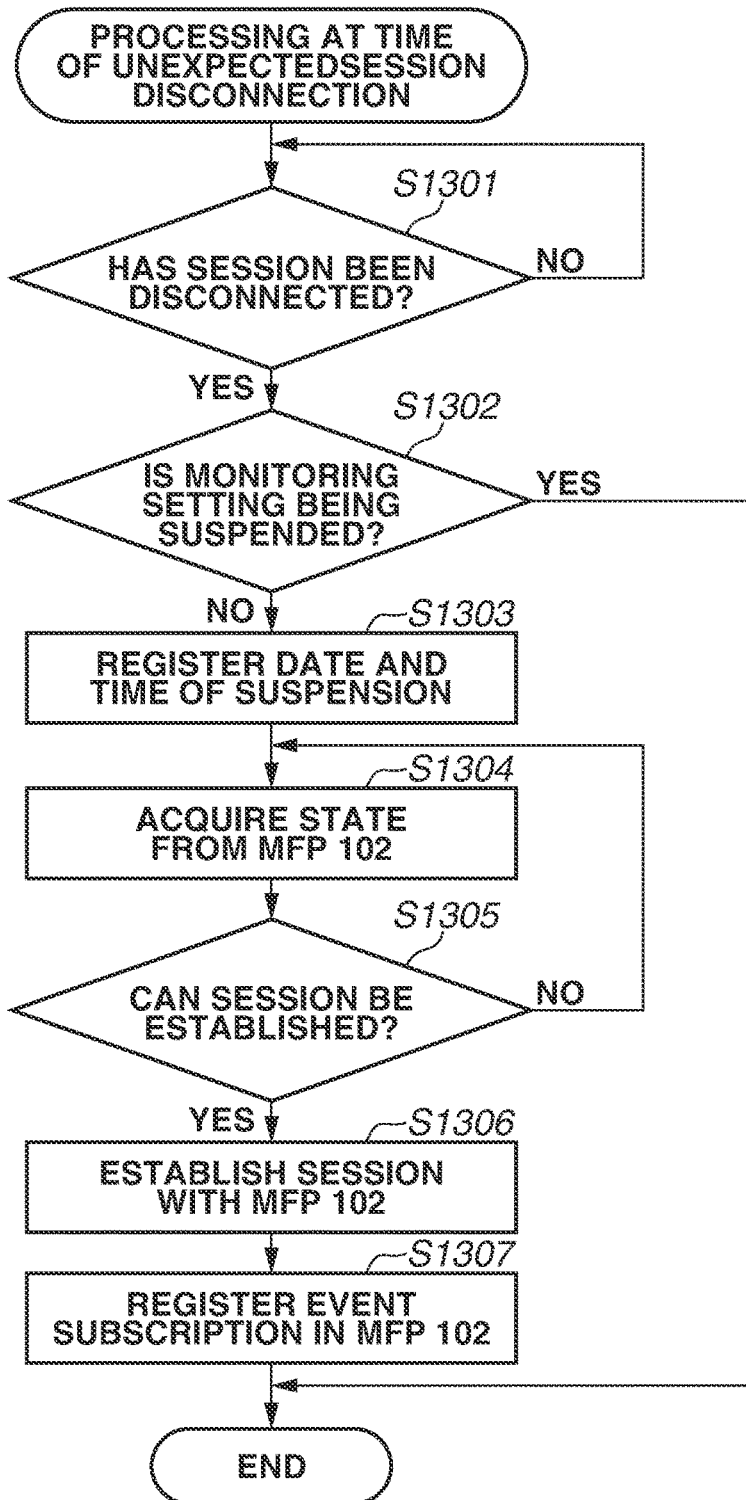 PROCESSING AT TIME
OF UNEXPECTEDSESSION
DISCONNECTION
S1301
HAS SESSION BEEN
DISCONNECTED?
NO
YES
S1302
IS MONITORING
SETTING BEING
SUSPENDED?
YES
NO
S1303
REGISTER DATE AND
TIME OF SUSPENSION
S1304
ACQUIRE STATE
FROM MFP 102
S1305
CAN SESSION BE
ESTABLISHED?
NO
YES
S1306
ESTABLISH SESSION
WITH MFP 102
S1307
REGISTER EVENT
SUBSCRIPTION IN MFP 102
END